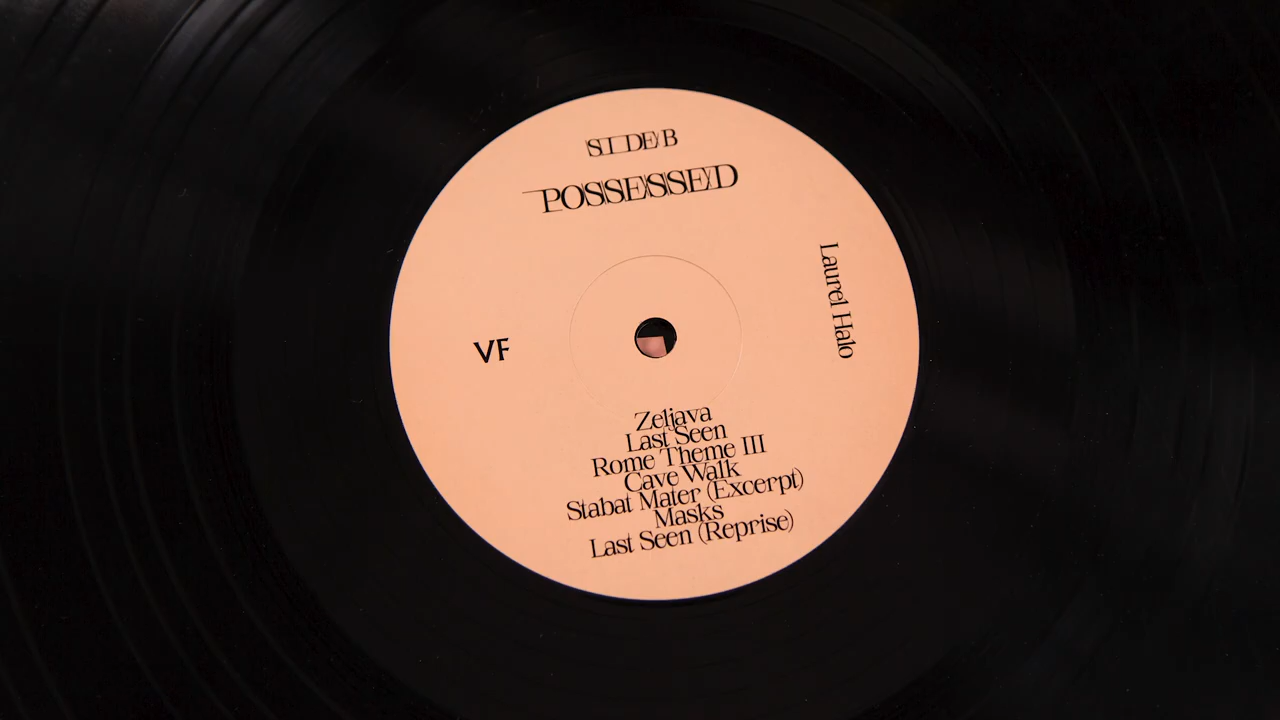 SIDE B
POSSESSED
Laurel Halo
VF
Zeljava
Last Seen
Rome Theme III
Cave Walk
Stabat Mater (Excerpt)
Masks
Last Seen (Reprise)